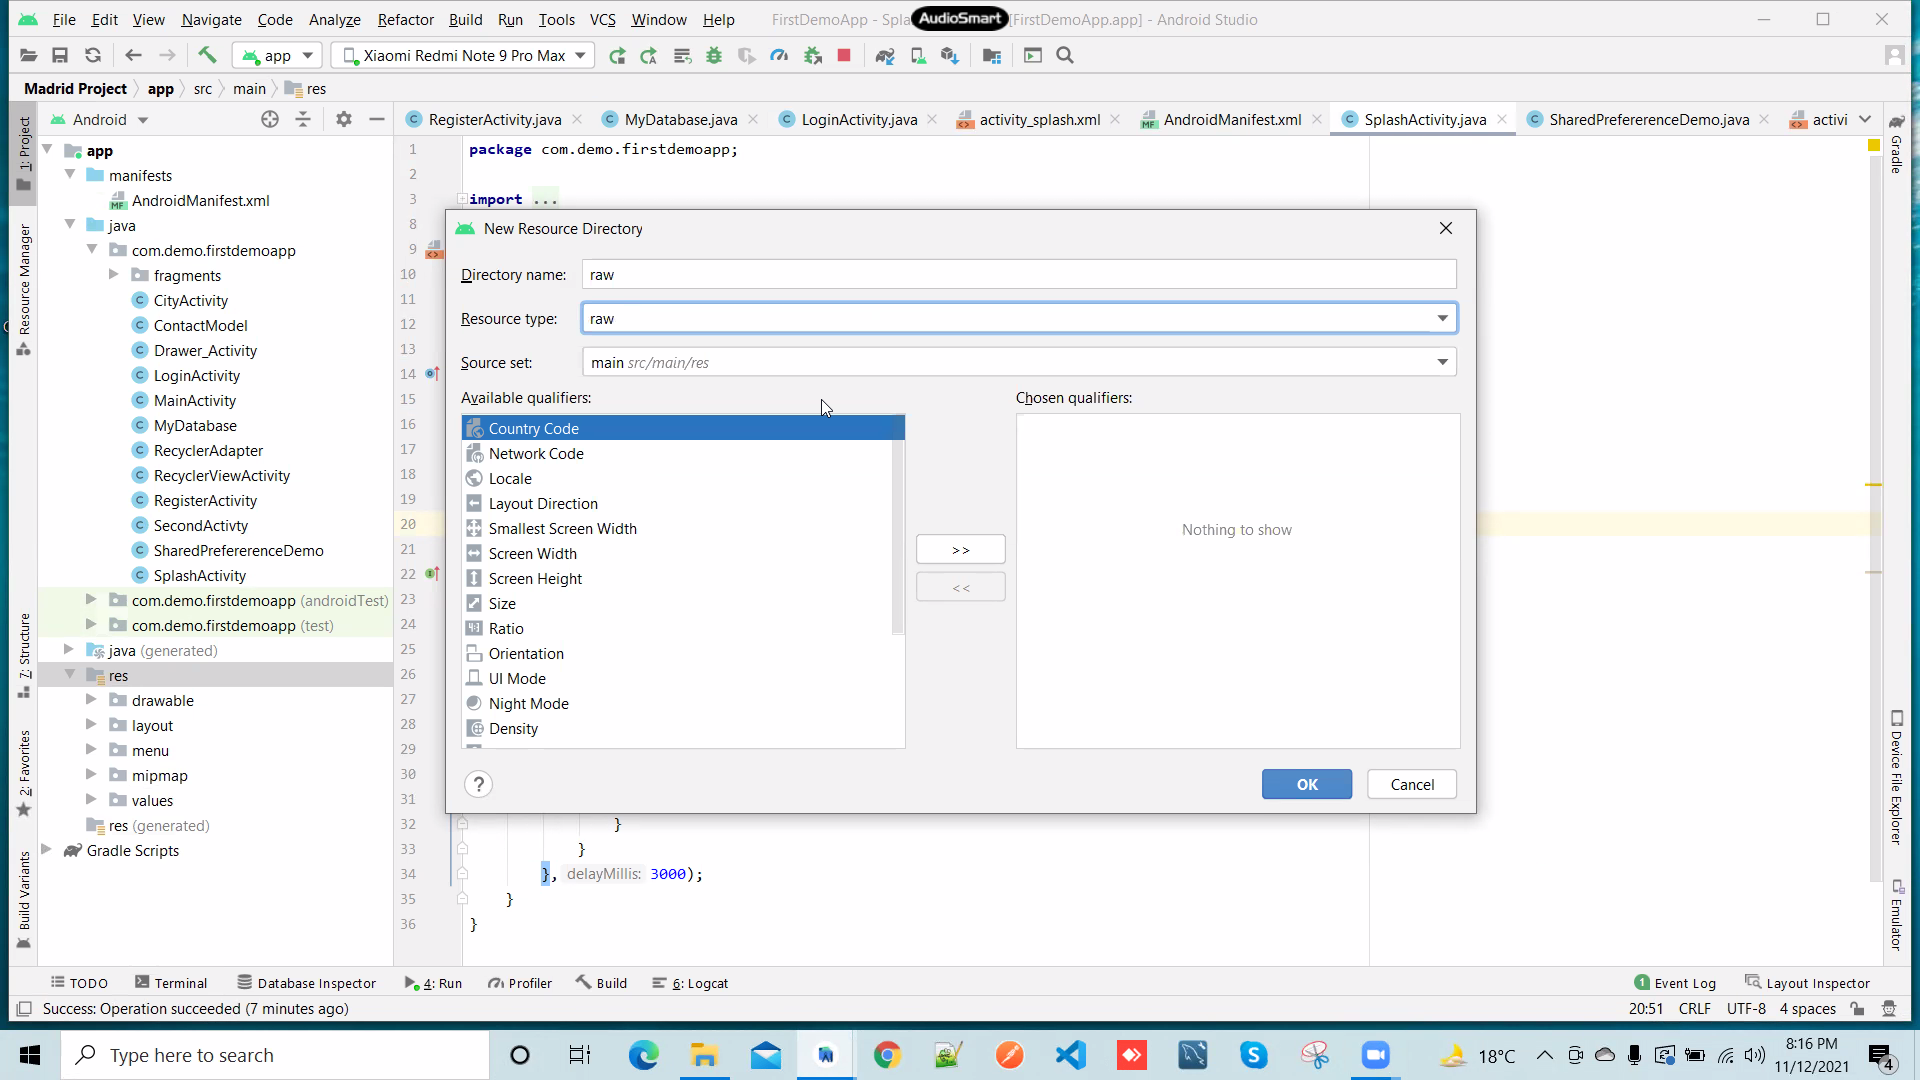 File Edit View Navigate Code Analyze Refactor Build Run Tools VCS Window Help FirstDemoApp - Spla AudioSmart [FirstDemoApp.app] - Android Studio
app Xiaomi Redmi Note 9 Pro Max
Madrid Project app src main res
Android RegisterActivity.java MyDatabase.java LoginActivity.java activity_splash.xml AndroidManifest.xml SplashActivity.java SharedPrefererenceDemo.java activi
1: Project
Resource Manager
7: Structure
2: Favorites
Build Variants
app
manifests
AndroidManifest.xml
java
com.demo.firstdemoapp
fragments
CityActivity
ContactModel
Drawer_Activity
LoginActivity
MainActivity
MyDatabase
RecyclerAdapter
RecyclerViewActivity
RegisterActivity
SecondActivty
SharedPrefererenceDemo
SplashActivity
com.demo.firstdemoapp (androidTest)
com.demo.firstdemoapp (test)
java (generated)
res
drawable
layout
menu
mipmap
values
res (generated)
Gradle Scripts
1 package com.demo.firstdemoapp;
2
3 import ...
8
9
10
11
12
13
14
15
16
17
18
19
20
21
22
23
24
25
26
27
28
29
30
31
32 }
33 }
34 }, delayMillis: 3000);
35 }
36 }
New Resource Directory
Directory name: raw
Resource type: raw
Source set: main src/main/res
Available qualifiers:
Country Code
Network Code
Locale
Layout Direction
Smallest Screen Width
Screen Width
Screen Height
Size
Ratio
Orientation
UI Mode
Night Mode
Density
>>
<<
Chosen qualifiers:
Nothing to show
?
OK Cancel
Gradle
Device File Explorer
Emulator
TODO Terminal Database Inspector 4: Run Profiler Build 6: Logcat 1 Event Log Layout Inspector
Success: Operation succeeded (7 minutes ago) 20:51 CRLF UTF-8 4 spaces
Type here to search 18°C 8:16 PM
11/12/2021 4